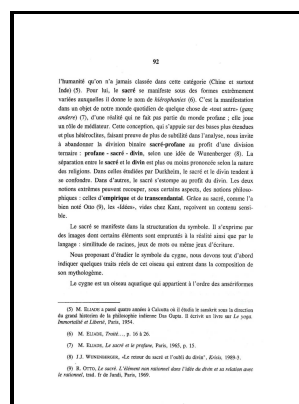 92
l'humanité qu'on n'a jamais classée dans cette catégorie (Chine et surtout
Inde) (5). Pour lui, le sacré se manifeste sous des formes extrêmement
variées auxquelles il donne le nom de hiérophanies (6). C'est la manifestation
dans un objet de notre monde quotidien de quelque chose de «tout autre» (ganz
andere) (7), d'une réalité qui ne fait pas partie du monde profane ; elle joue
un rôle de médiateur. Cette conception, qui s'appuie sur des bases plus étendues
et plus hétéroclites, faisant preuve de plus de subtilité dans l'analyse, nous invite
à abandonner la division binaire sacré-profane au profit d'une division
ternaire : profane - sacré - divin, selon une idée de Wunenberger (8). La
séparation entre le sacré et le divin est plus ou moins prononcée selon la nature
des religions. Dans celles étudiées par Durkheim, le sacré et le divin tendent à
se confondre. Dans d'autre, le sacré s'estompe au profit du divin. Les deux
notions extrêmes peuvent recouper, sous certains aspects, des notions philoso-
phiques : celles d'empirique et de transcendantal. Grâce au sacré, comme l'a
bien noté Otto (9), les «Idées», vides chez Kant, reçoivent un contenu sensi-
ble.
Le sacré se manifeste dans la structuration du symbole. Il s'exprime par
des images dont certains éléments sont empruntés à la réalité ainsi que par le
langage : similitude de racines, jeux de mots ou même jeux d'écriture.
Nous proposant d'étudier le symbole du cygne, nous devons tout d'abord
indiquer quelques traits réels de cet oiseau qui entrent dans la composition de
son mythologème.
Le cygne est un oiseau aquatique qui appartient à l'ordre des ansériformes
(5) M. ELIADE a passé quatre années à Calcutta où il étudie le sanskrit sous la direction
du grand historien de la philosophie indienne Das Gupta. Il écrivit un livre sur Le yoga.
Immortalité et Liberté, Paris, 1954.
(6) M. ELIADE, Traité..., p. 16 à 26.
(7) M. ELIADE, Le sacré et le profane, Paris, 1965, p. 15.
(8) J.J. WUNENBERGER, «Le retour du sacré et l'oubli du divin", Krisis, 1989-3.
(9) R. OTTO, Le sacré. L'élément non rationnel dans l'idée du divin et sa relation avec
le rationnel, trad. fr de Jundt, Paris, 1969.